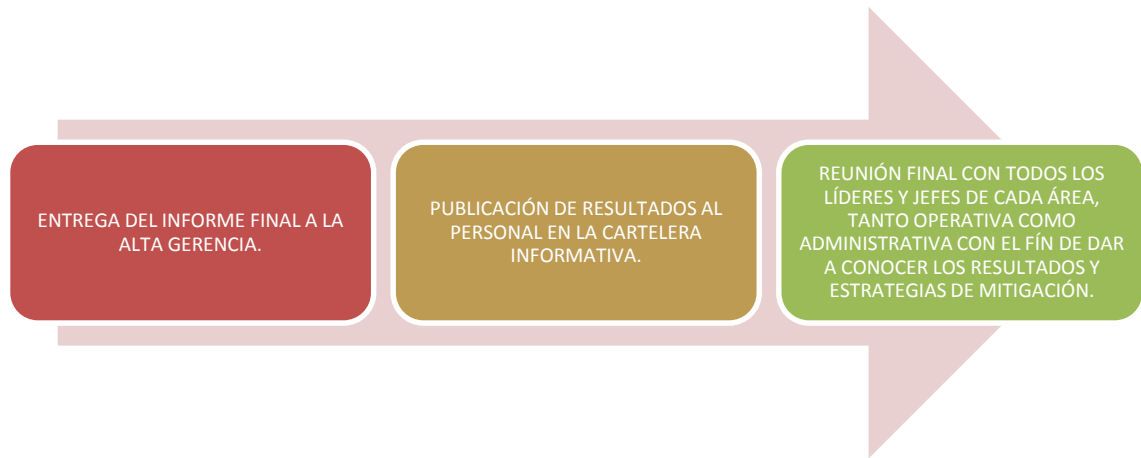 ENTREGA DEL INFORME FINAL A LA
ALTA GERENCIA.
PUBLICACIÓN DE RESULTADOS AL
PERSONAL EN LA CARTELERA
INFORMATIVA.
REUNIÓN FINAL CON TODOS LOS
LÍDERES Y JEFES DE CADA ÁREA,
TANTO OPERATIVA COMO
ADMINISTRATIVA CON EL FÍN DE DAR
A CONOCER LOS RESULTADOS Y
ESTRATEGIAS DE MITIGACIÓN.